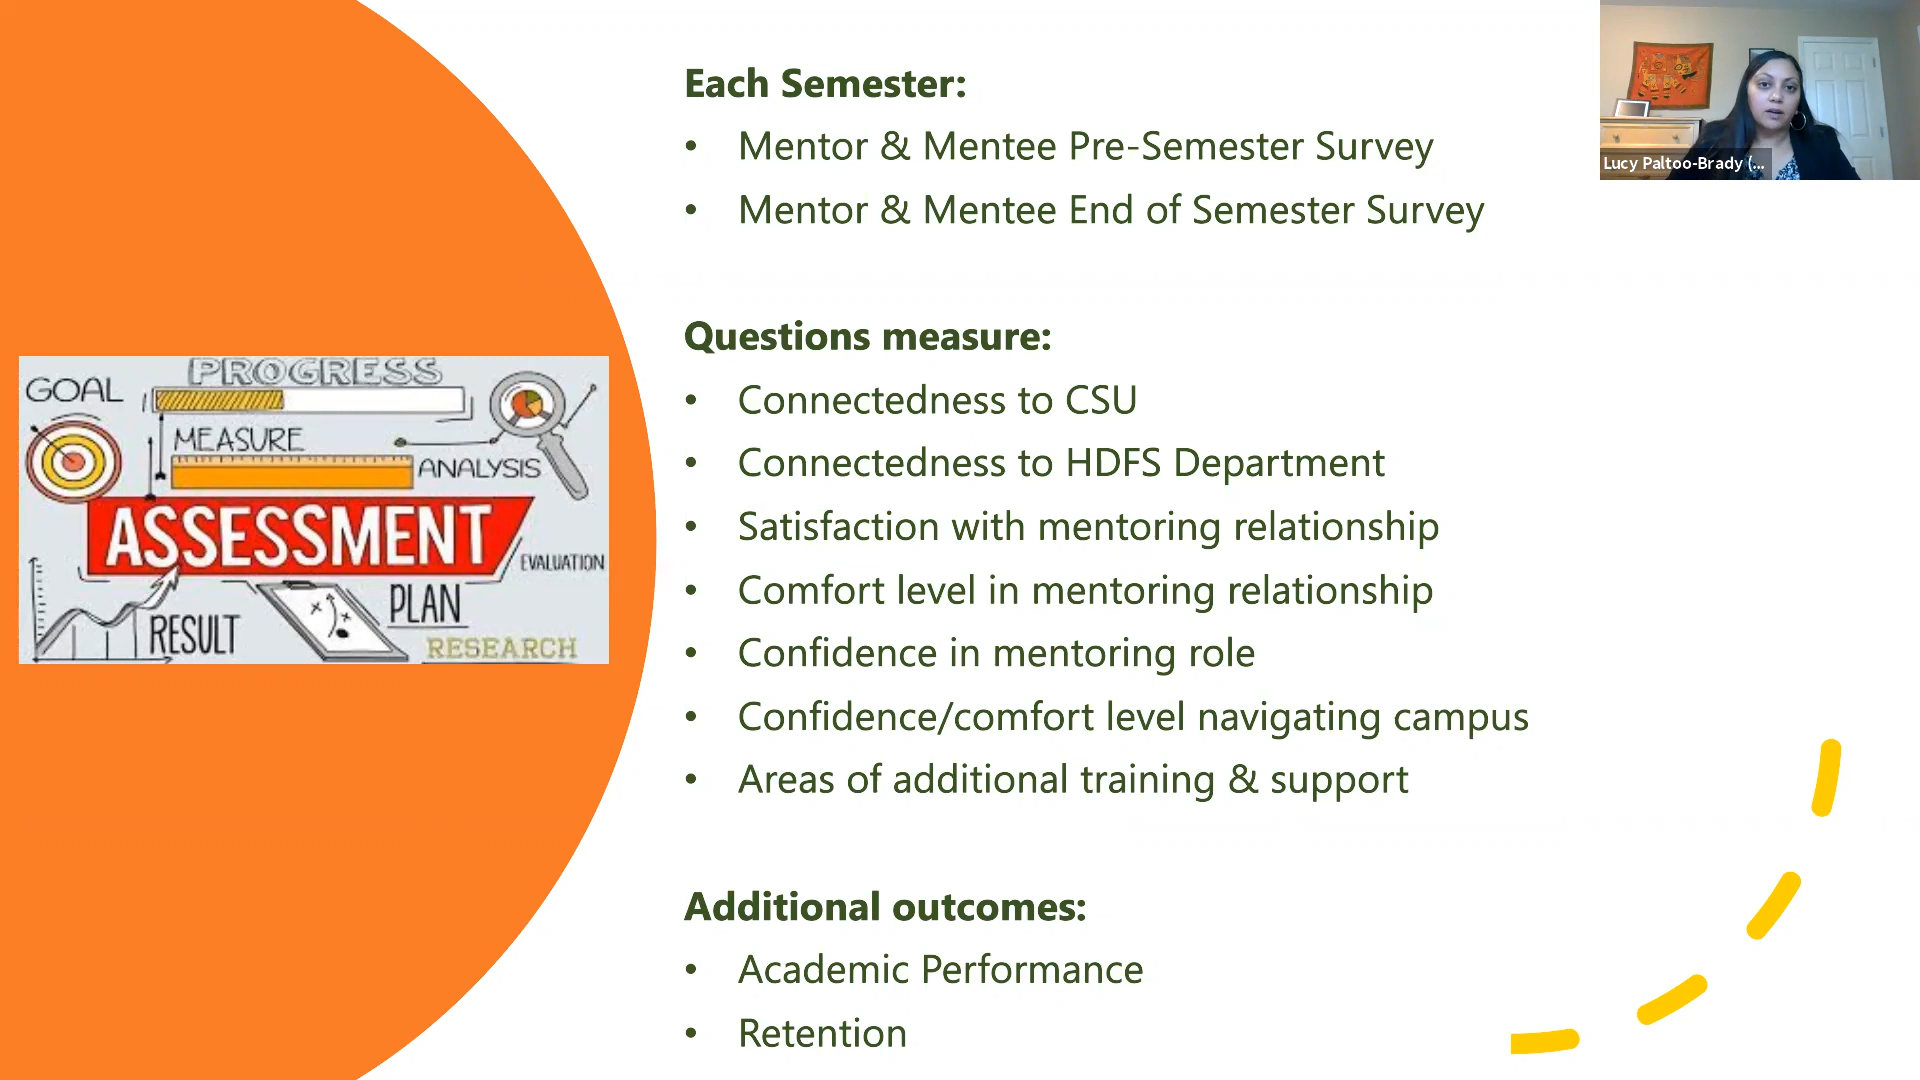 Each Semester:
• Mentor & Mentee Pre-Semester Survey
• Mentor & Mentee End of Semester Survey
Questions measure:
• Connectedness to CSU
• Connectedness to HDFS Department
• Satisfaction with mentoring relationship
• Comfort level in mentoring relationship
• Confidence in mentoring role
• Confidence/comfort level navigating campus
• Areas of additional training & support
Additional outcomes:
• Academic Performance
• Retention
GOAL
PROGRESS
MEASURE
ANALYSIS
ASSESSMENT
EVALUATION
RESULT
PLAN
RESEARCH
Lucy Paltoo-Brady (...